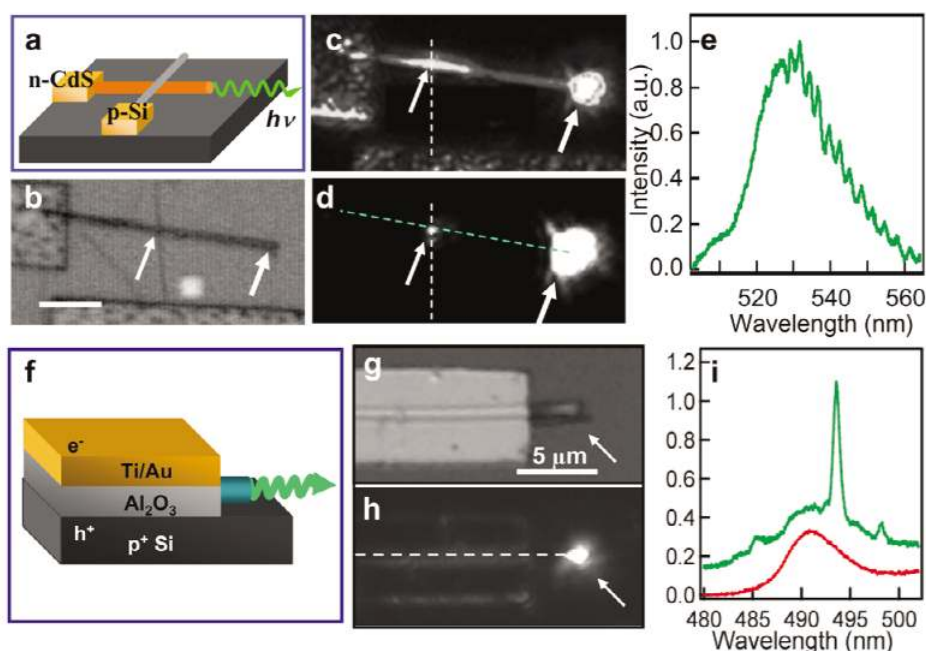 a
n-CdS
p-Si
hν
b
c
d
e
Intensity (a.u.)
1.0
0.8
0.6
0.4
0.2
0.0
520 540 560
Wavelength (nm)
f
e-
Ti/Au
Al₂O₃
h+
p+ Si
g
5 µm
h
i
1.2
1.0
0.8
0.6
0.4
0.2
0.0
480 485 490 495 500
Wavelength (nm)